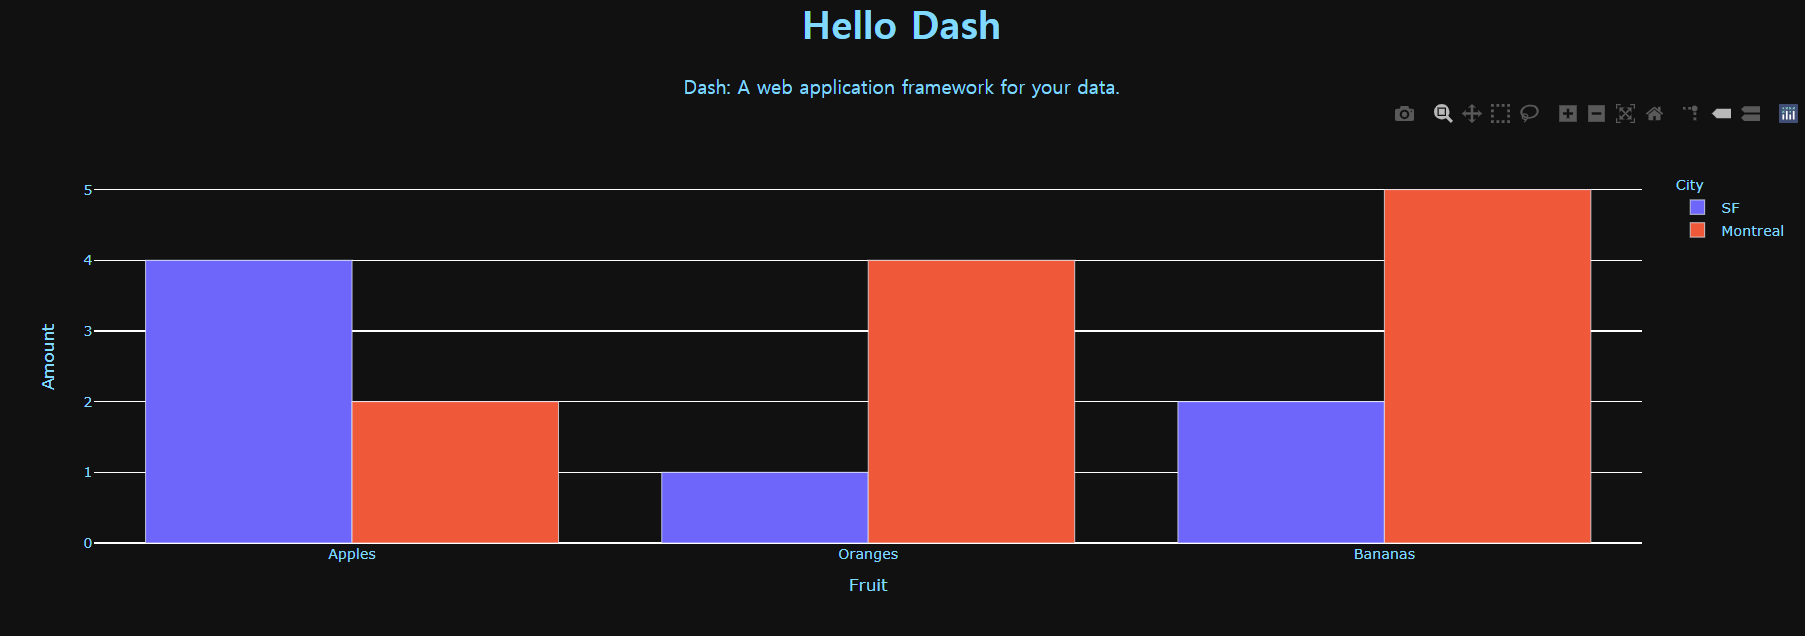 Hello Dash
Dash: A web application framework for your data.
City
SF
Montreal
Amount
5
4
3
2
1
0
Apples Oranges Bananas
Fruit